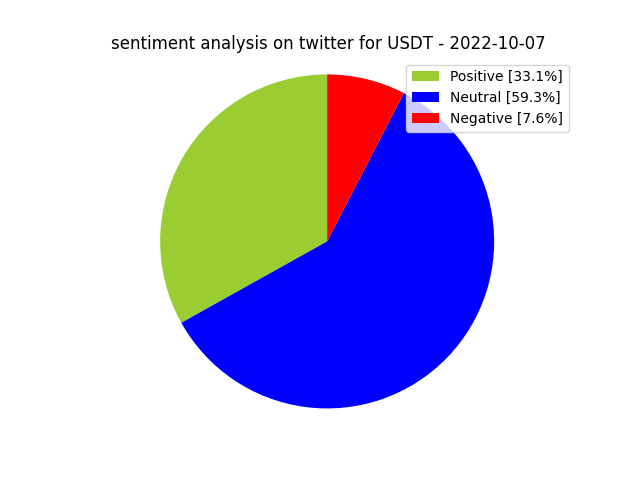 sentiment analysis on twitter for USDT - 2022-10-07
Positive [33.1%]
Neutral [59.3%]
Negative [7.6%]